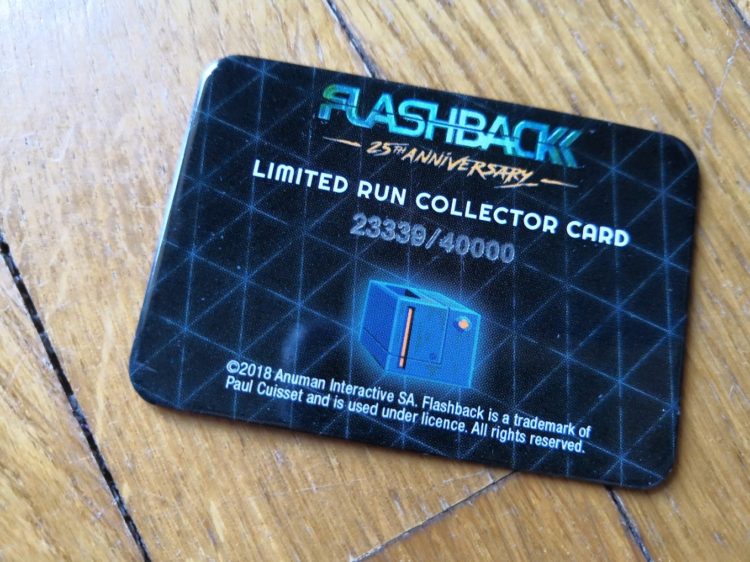 FLASHBACK
25TH ANNIVERSARY
LIMITED RUN COLLECTOR CARD
23339/40000
©2018 Anuman Interactive SA. Flashback is a trademark of
Paul Cuisset and is used under licence. All rights reserved.